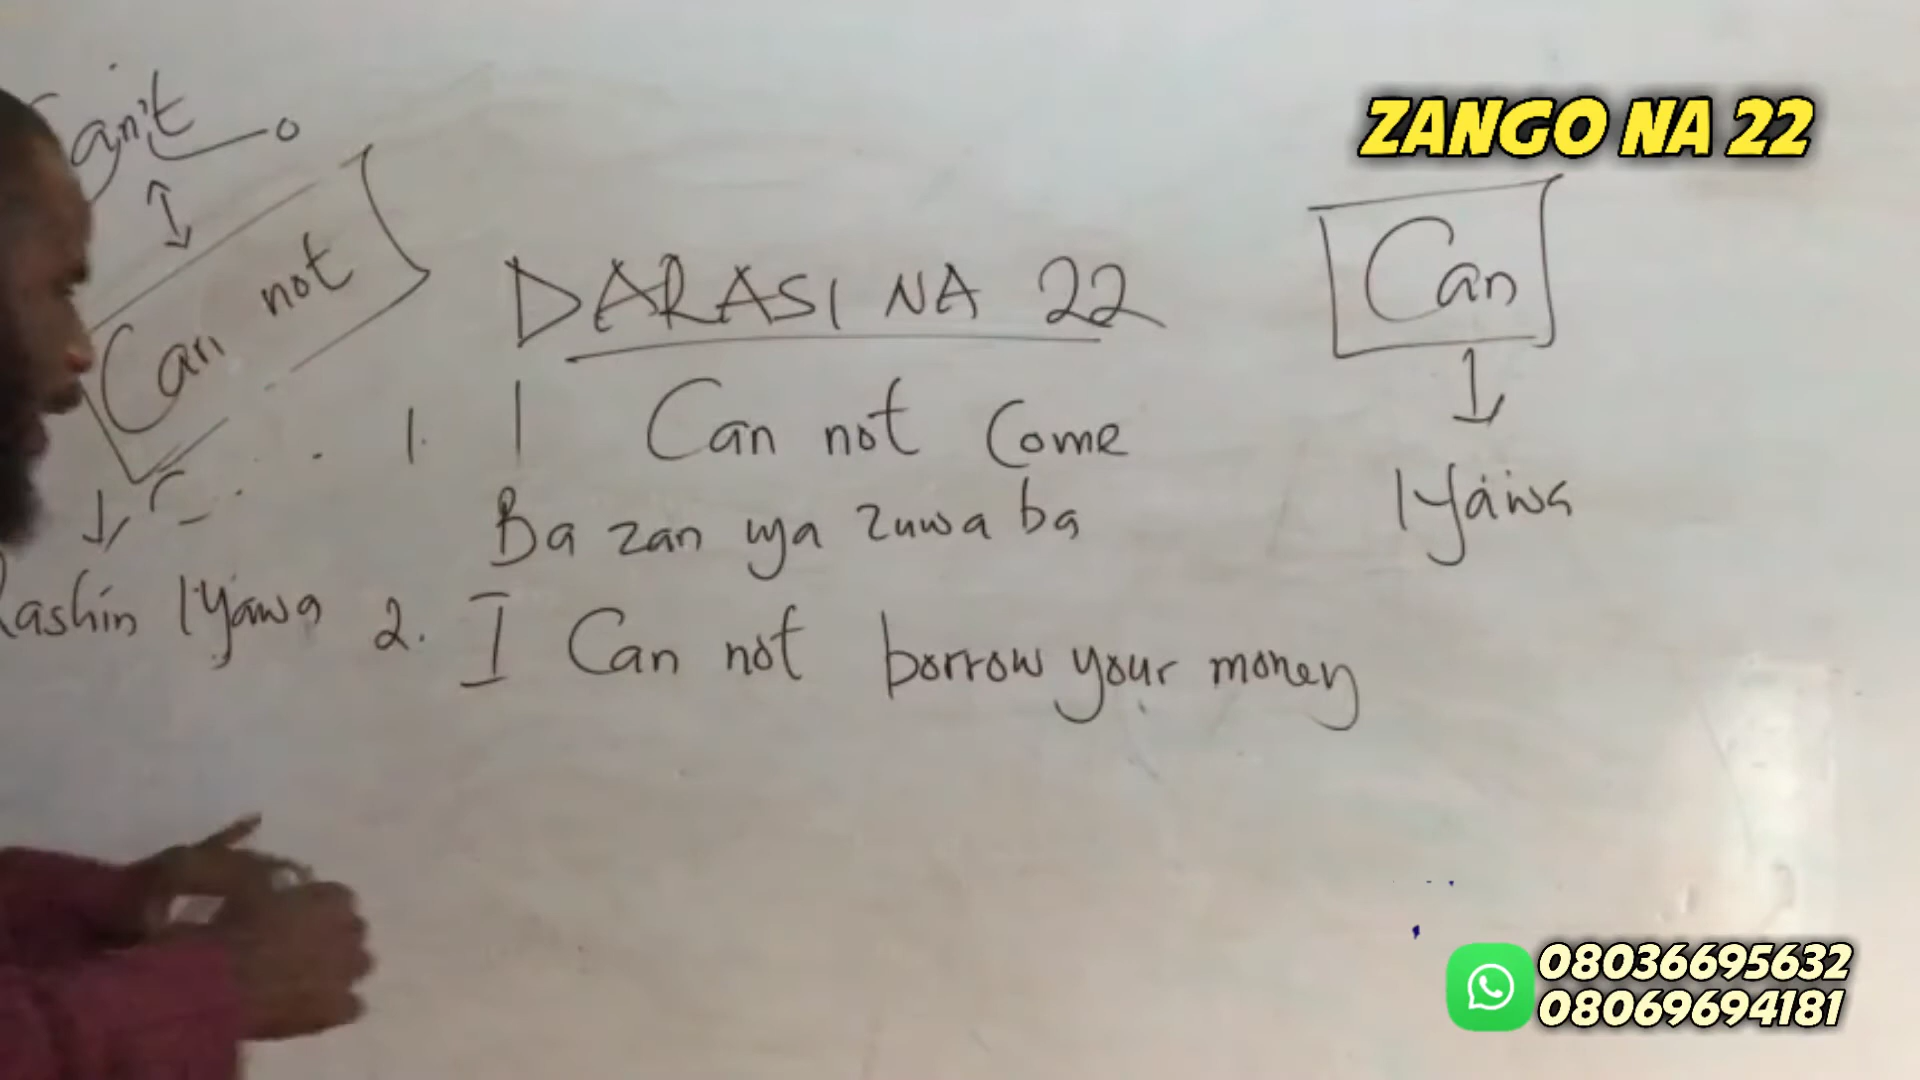 ZANGO NA 22
can't
Can not
Rashin Iyawa
DARASI NA 22
1. I Can not Come
Ba zan iya zuwa ba
2. I Can not borrow your money
Can
Iyawa
08036695632
08069694181